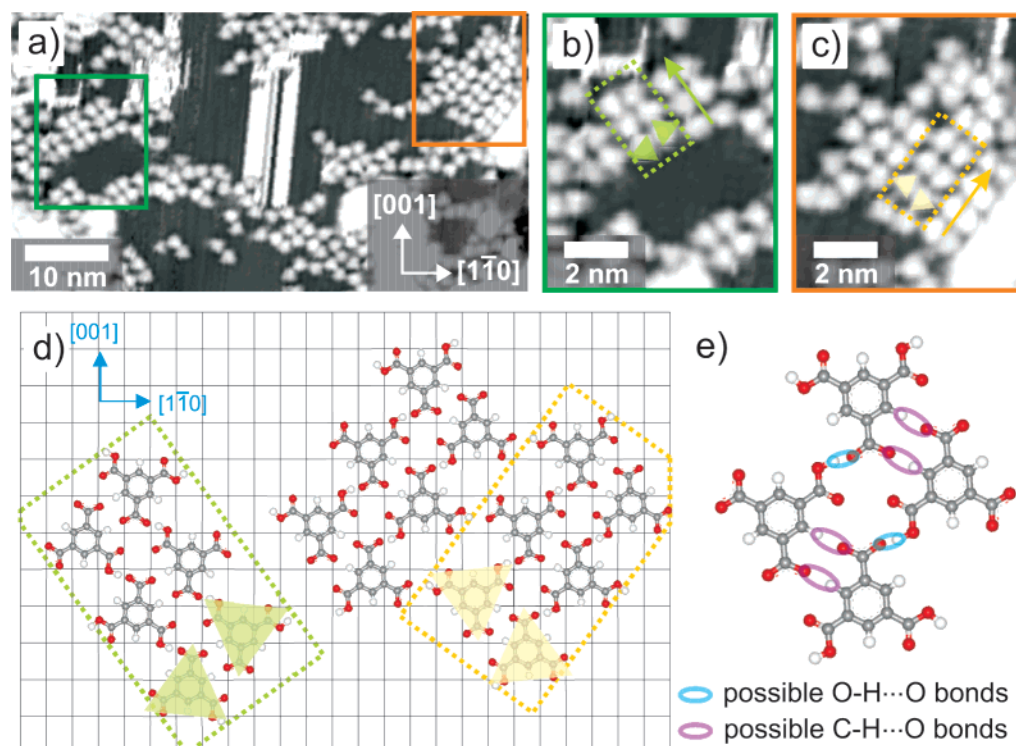 a)
b)
c)
[001]
[11̅0]
10 nm
2 nm
2 nm
d)
[001]
[11̅0]
e)
possible O-H···O bonds
possible C-H···O bonds